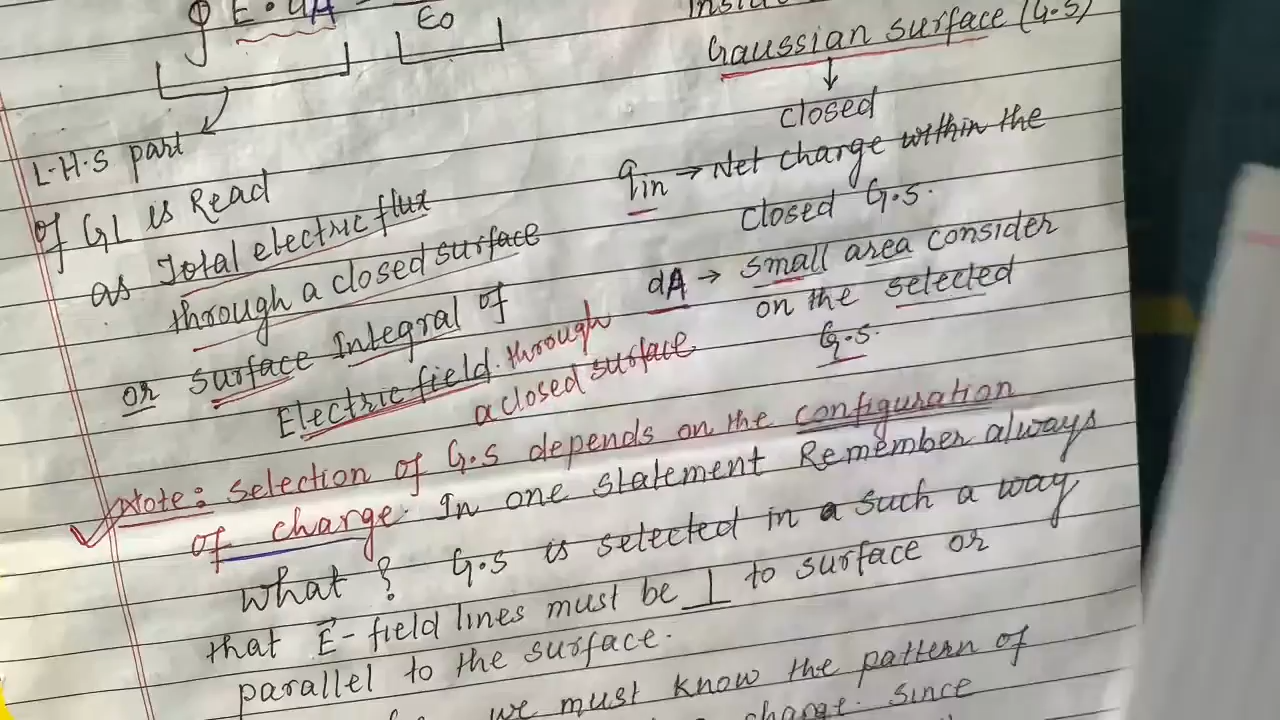 ∮ E · dA =
ε0
Gaussian surface (G.S)
↓
closed
L.H.S part
of GL is Read
as Total electric flux
through a closed surface
or surface Integral of
Electric field. through
a closed surface
qin → Net charge within the
closed G.S.
dA → small area consider
on the selected
G.S.
Note: selection of G.S depends on the configuration
of charge. In one statement Remember always
what? G.S is selected in a such a way
that E⃗-field lines must be ⊥ to surface or
parallel to the surface.
we must know the pattern of
charge. since